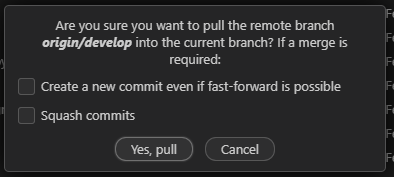 Are you sure you want to pull the remote branch
origin/develop into the current branch? If a merge is
required:
Create a new commit even if fast-forward is possible
Squash commits
Yes, pull
Cancel